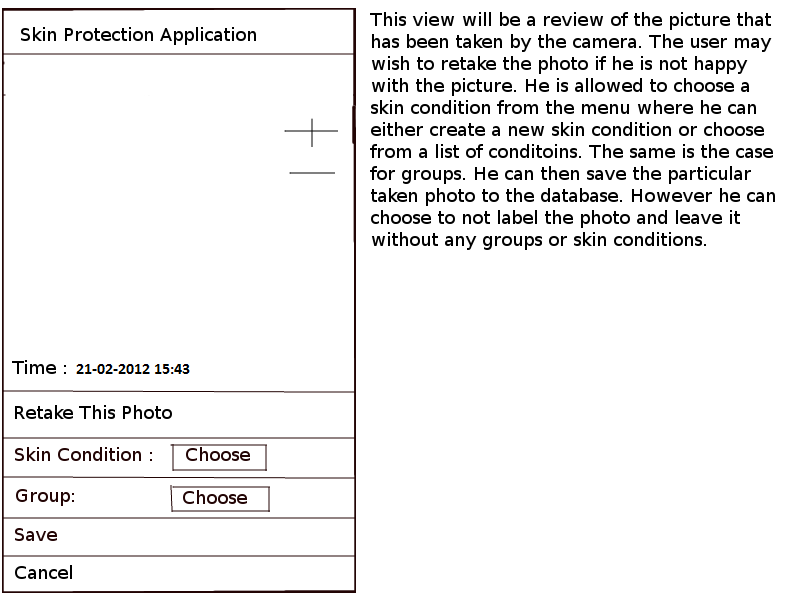 Skin Protection Application
Time : 21-02-2012 15:43
Retake This Photo
Skin Condition : Choose
Group: Choose
Save
Cancel
This view will be a review of the picture that
has been taken by the camera. The user may
wish to retake the photo if he is not happy
with the picture. He is allowed to choose a
skin condition from the menu where he can
either create a new skin condition or choose
from a list of conditoins. The same is the case
for groups. He can then save the particular
taken photo to the database. However he can
choose to not label the photo and leave it
without any groups or skin conditions.